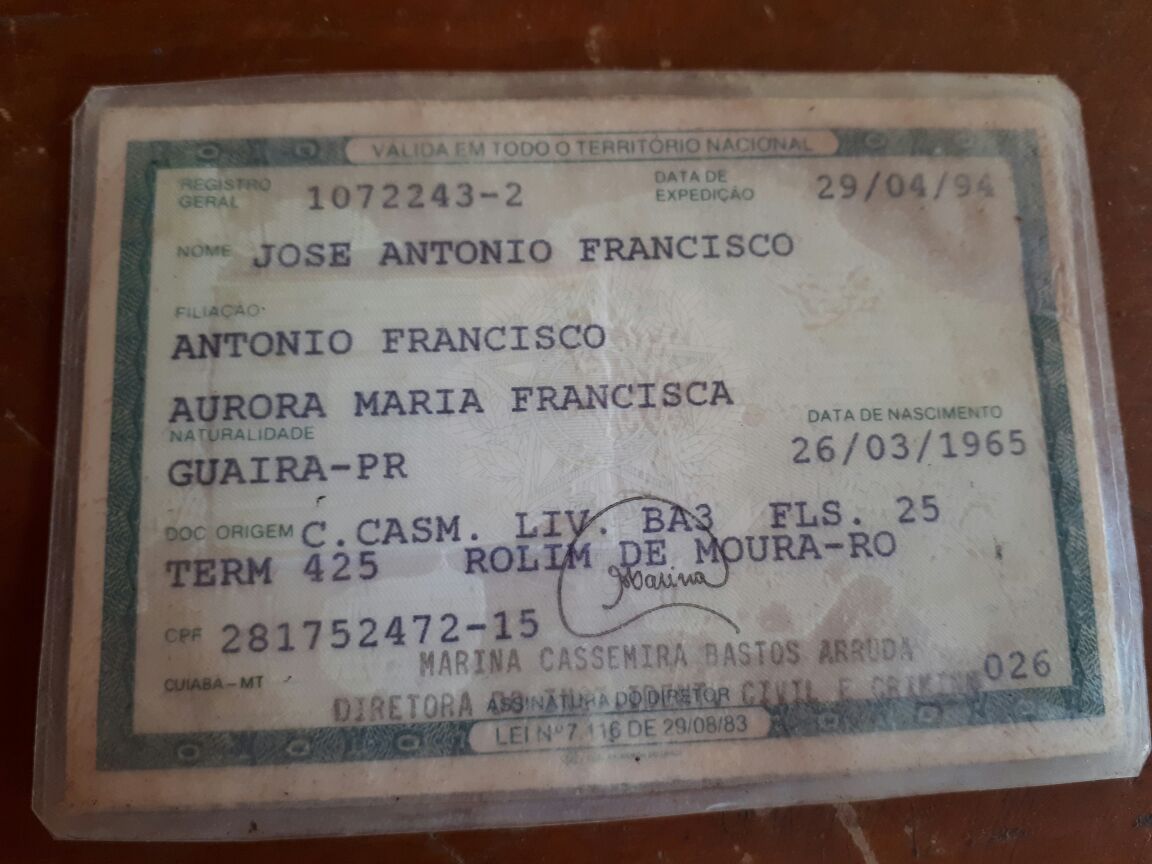 VÁLIDA EM TODO O TERRITÓRIO NACIONAL
REGISTRO GERAL 1072243-2 DATA DE EXPEDIÇÃO 29/04/94
NOME JOSE ANTONIO FRANCISCO
FILIAÇÃO
ANTONIO FRANCISCO
AURORA MARIA FRANCISCA
NATURALIDADE DATA DE NASCIMENTO
GUAIRA-PR 26/03/1965
DOC ORIGEM C.CASM. LIV. BA3 FLS. 25
TERM 425 ROLIM DE MOURA-RO
Marina
CPF 281752472-15
MARINA CASSEMIRA BASTOS ARRUDA
CUIABA-MT 026
DIRETORA CIVIL E
ASSINATURA DO DIRETOR
LEI Nº 7.116 DE 29/08/83